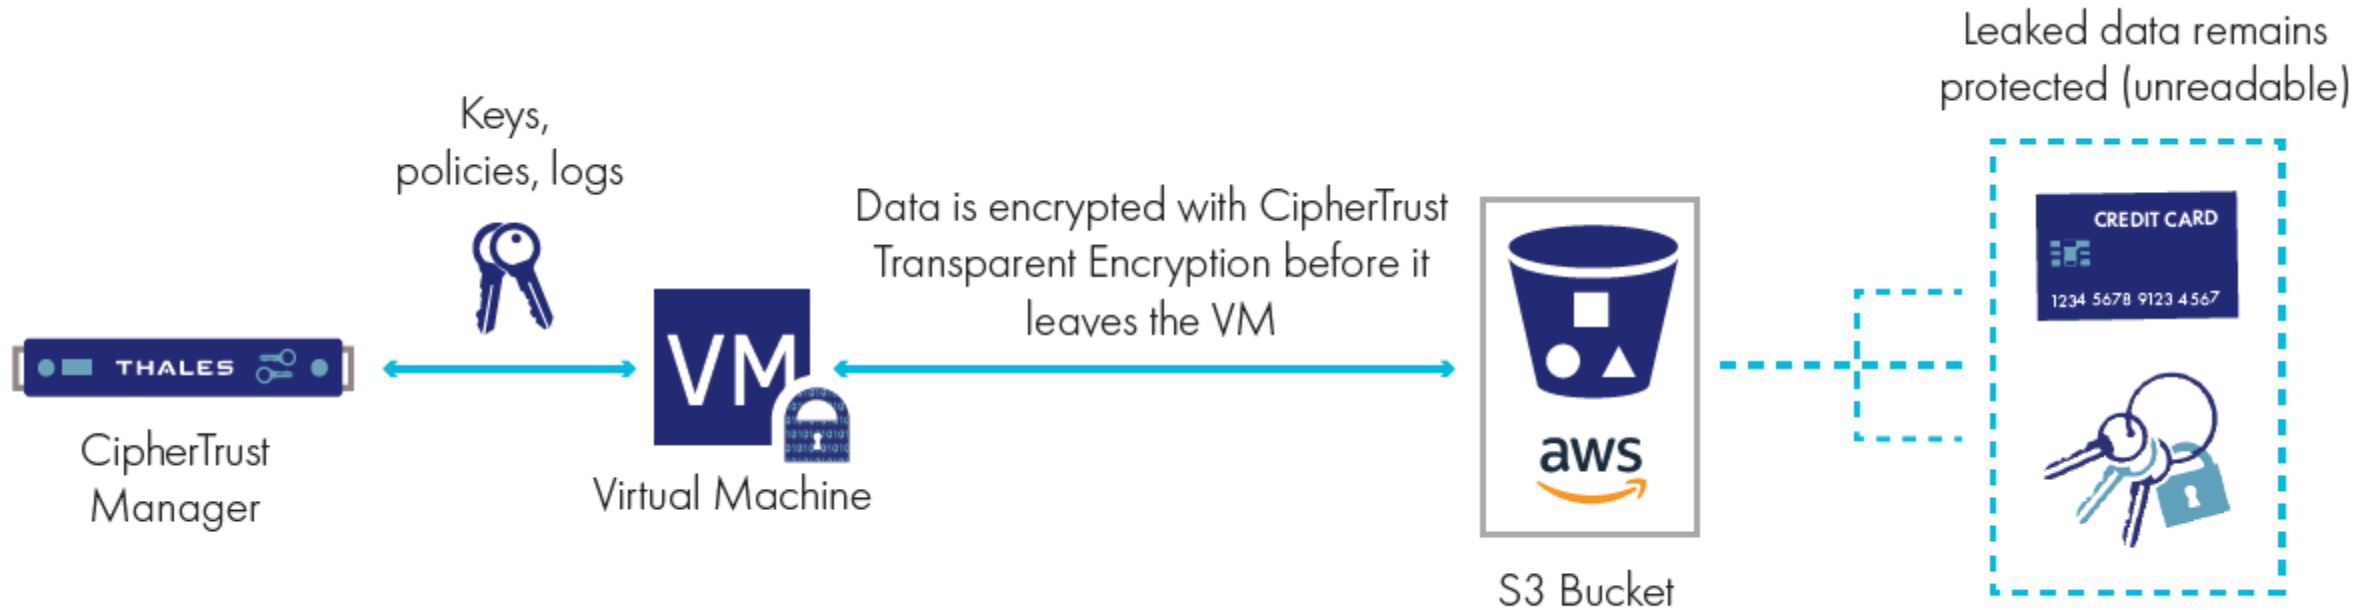 Leaked data remains
protected (unreadable)
Keys,
policies, logs
Data is encrypted with CipherTrust
Transparent Encryption before it
leaves the VM
CREDIT CARD
1234 5678 9123 4567
THALES
VM
aws
CipherTrust
Manager
Virtual Machine
S3 Bucket